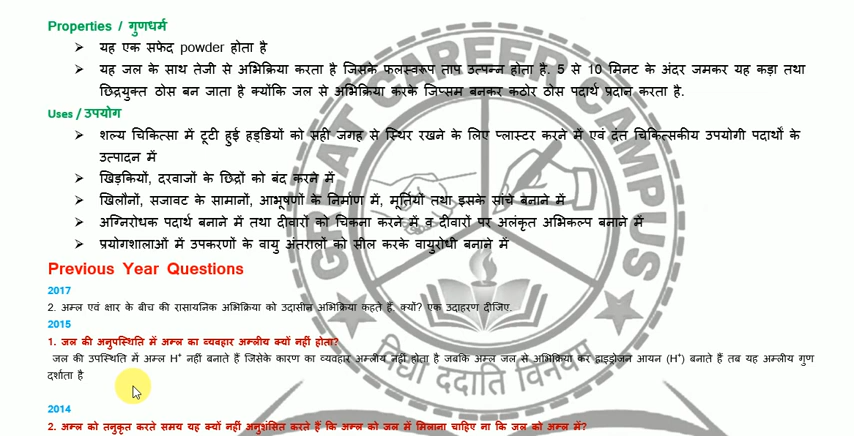 Properties / गुणधर्म
➤ यह एक सफेद powder होता है
➤ यह जल के साथ तेजी से अभिक्रिया करता है जिसके फलस्वरूप ताप उत्पन्न होता है. 5 से 10 मिनट के अंदर जमकर यह कड़ा तथा
छिद्रयुक्त ठोस बन जाता है क्योंकि जल से अभिक्रिया करके जिप्सम बनकर कठोर ठोस पदार्थ प्रदान करता है.
Uses / उपयोग
➤ शल्य चिकित्सा में टूटी हुई हड्डियों को सही जगह से स्थिर रखने के लिए प्लास्टर करने में एवं दंत चिकित्सकीय उपयोगी पदार्थों के
उत्पादन में
➤ खिड़कियों, दरवाजों के छिद्रों को बंद करने में
➤ खिलौनों, सजावट के सामानों, आभूषणों के निर्माण में, मूर्तियों तथा इसके सांचे बनाने में
➤ अग्निरोधक पदार्थ बनाने में तथा दीवारों को चिकना करने में व दीवारों पर अलंकृत अभिकल्प बनाने में
➤ प्रयोगशालाओं में उपकरणों के वायु अंतरालों को सील करके वायुरोधी बनाने में
Previous Year Questions
2017
2. अम्ल एवं क्षार के बीच की रासायनिक अभिक्रिया को उदासीन अभिक्रिया कहते हैं. क्यों? एक उदाहरण दीजिए.
2015
1. जल की अनुपस्थिति में अम्ल का व्यवहार अम्लीय क्यों नहीं होता?
जल की उपस्थिति में अम्ल H⁺ नहीं बनाते हैं जिसके कारण का व्यवहार अम्लीय नहीं होता है जबकि अम्ल जल से अभिक्रिया कर हाइड्रोजन आयन (H⁺) बनाते हैं तब यह अम्लीय गुण
दर्शाता है
2014
2. अम्ल को तनुकृत करते समय यह क्यों नहीं अनुशंसित करते हैं कि अम्ल को जल में मिलाना चाहिए ना कि जल को अम्ल में?
GREAT CAREER CAMPUS
विद्या ददाति विनयम